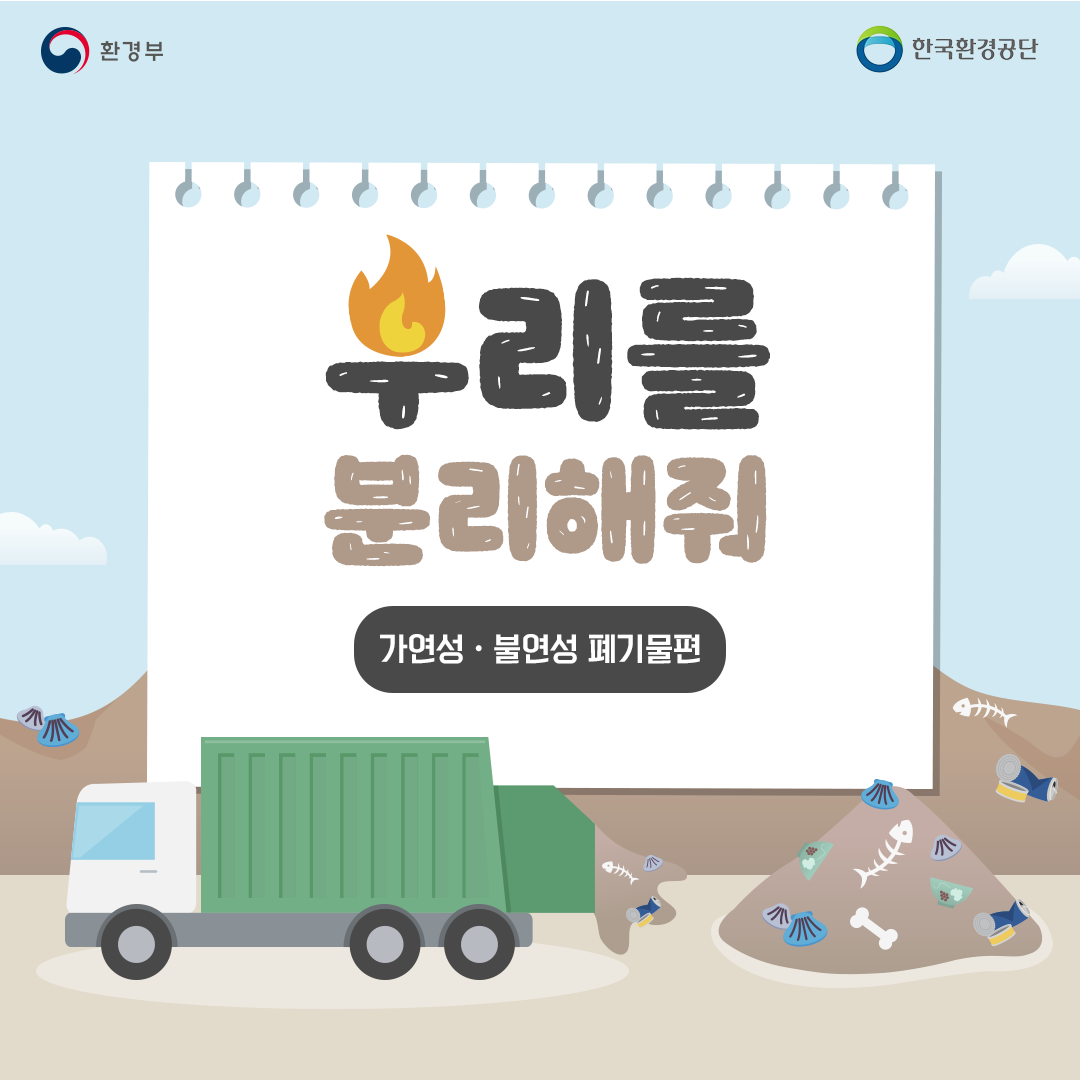 환경부
한국환경공단
우리를
분리해줘
가연성 · 불연성 폐기물편